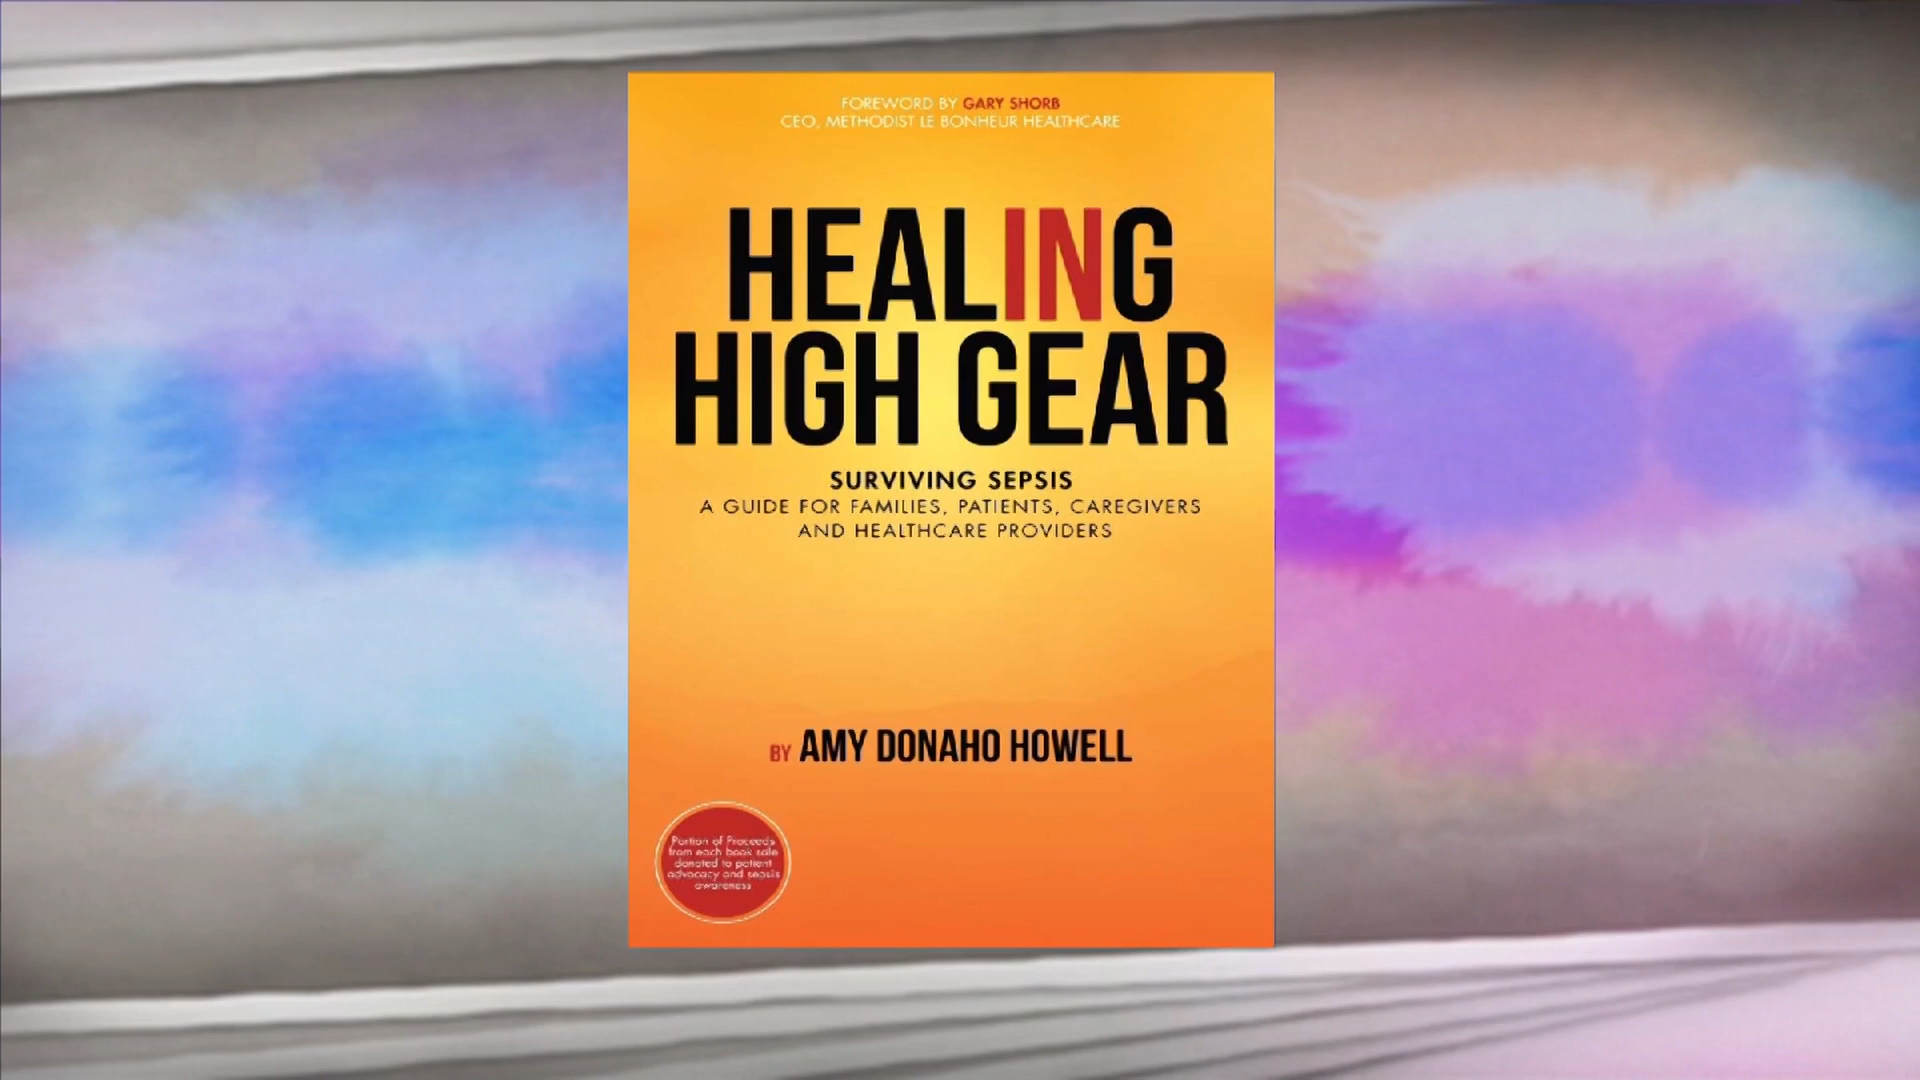 FOREWORD BY GARY SHORB
CEO, METHODIST LE BONHEUR HEALTHCARE
HEALING
HIGH GEAR
SURVIVING SEPSIS
A GUIDE FOR FAMILIES, PATIENTS, CAREGIVERS
AND HEALTHCARE PROVIDERS
BY AMY DONAHO HOWELL
Portion of Proceeds
from each book sale
donated to patient
advocacy and sepsis
awareness